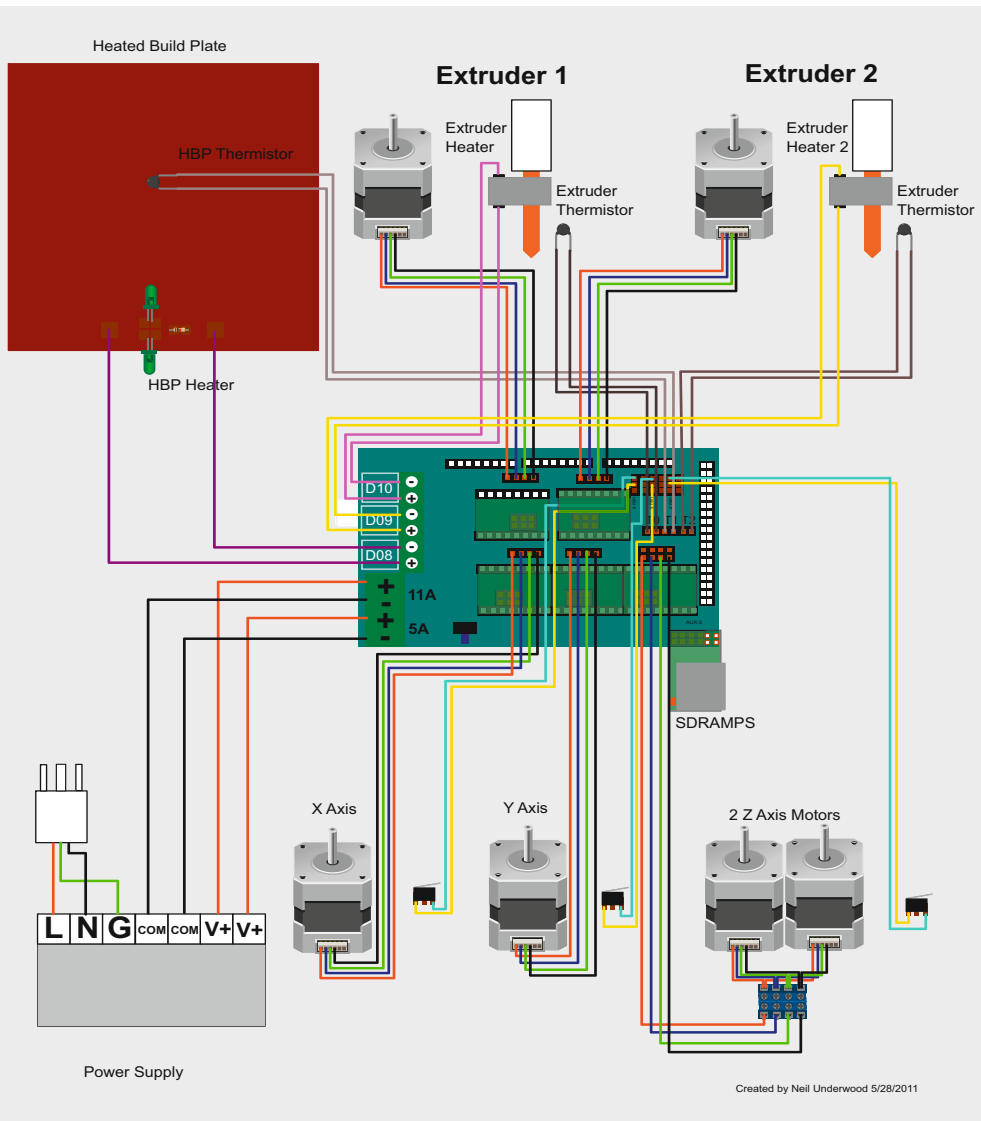 Heated Build Plate
Extruder 1
Extruder 2
Extruder
Heater
Extruder
Heater 2
HBP Thermistor
Extruder
Thermistor
Extruder
Thermistor
HBP Heater
D10
-
+
D09
-
+
D08
-
+
+
-
11A
+
-
5A
AUX-3
SDRAMPS
X Axis
Y Axis
2 Z Axis Motors
L N G COM COM V+ V+
Power Supply
Created by Neil Underwood 5/28/2011